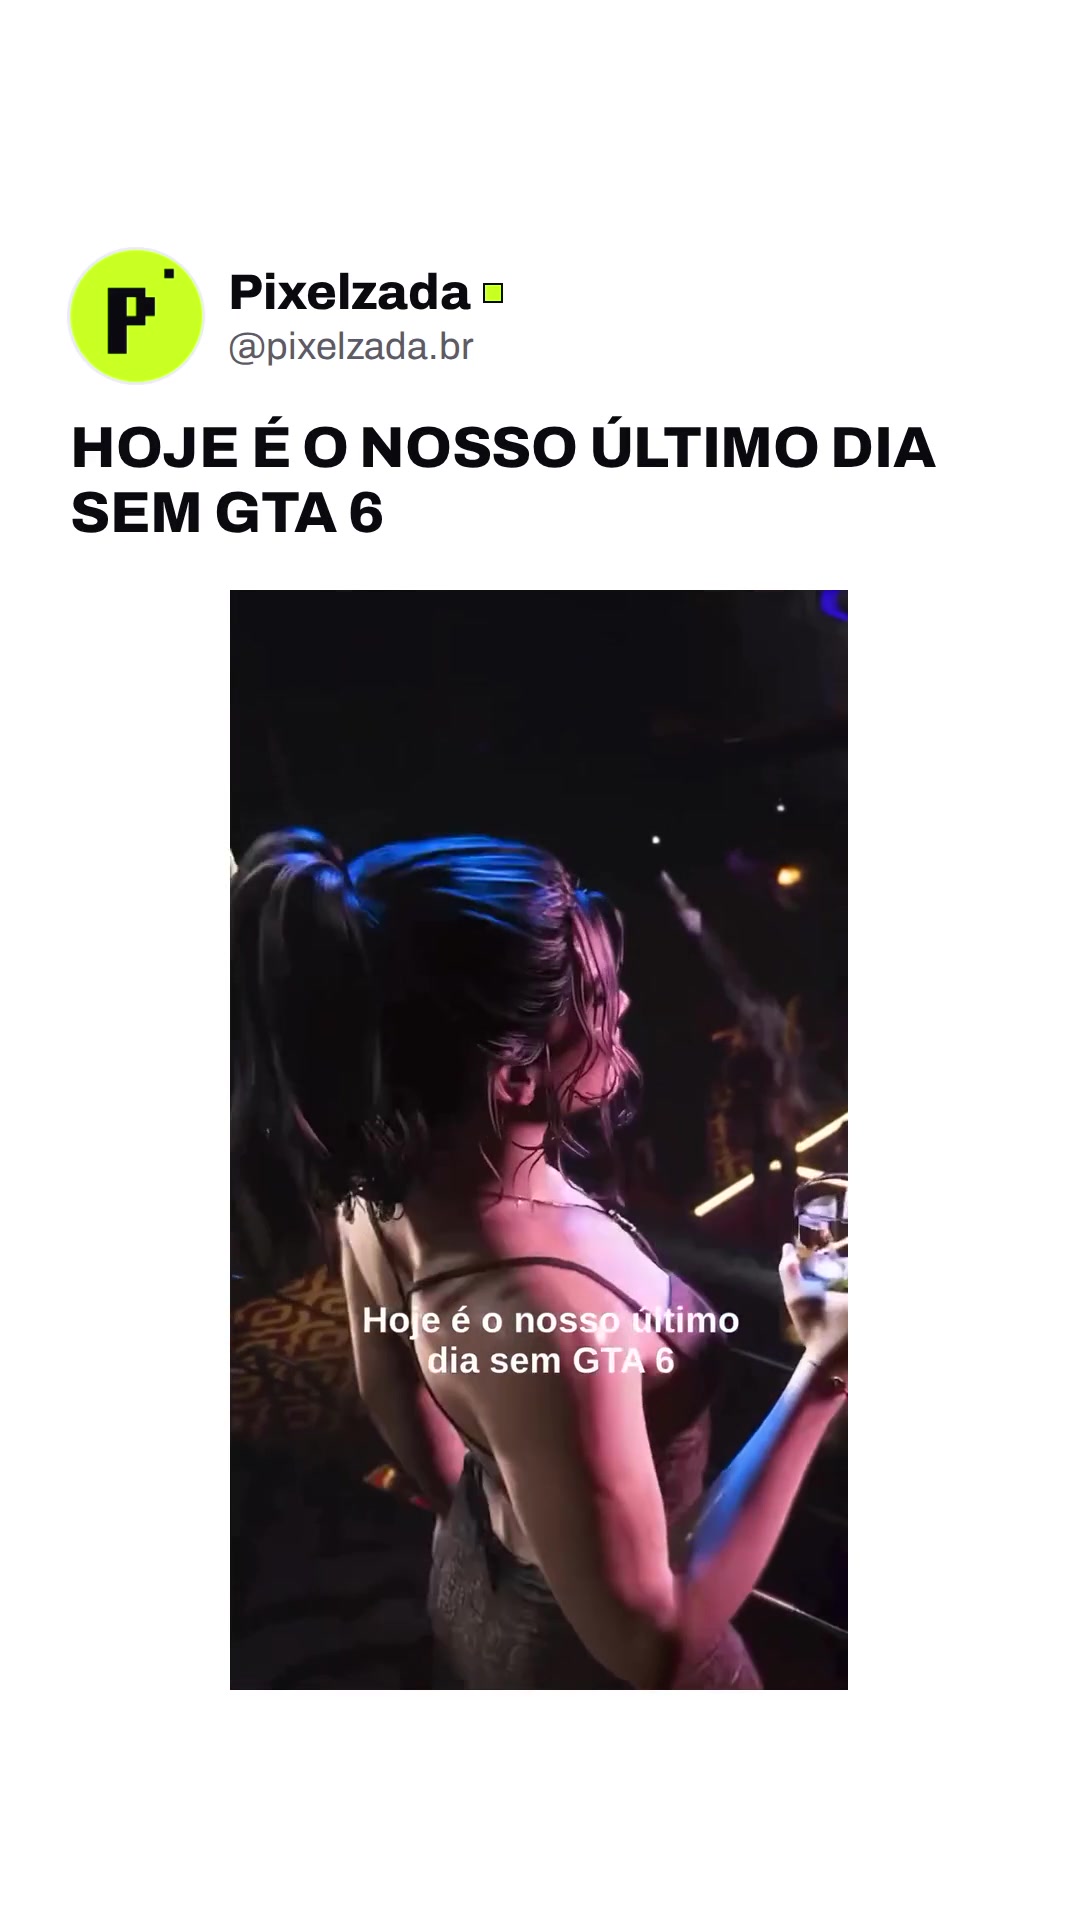 Pixelzada
@pixelzada.br
HOJE É O NOSSO ÚLTIMO DIA
SEM GTA 6
Hoje é o nosso último
dia sem GTA 6